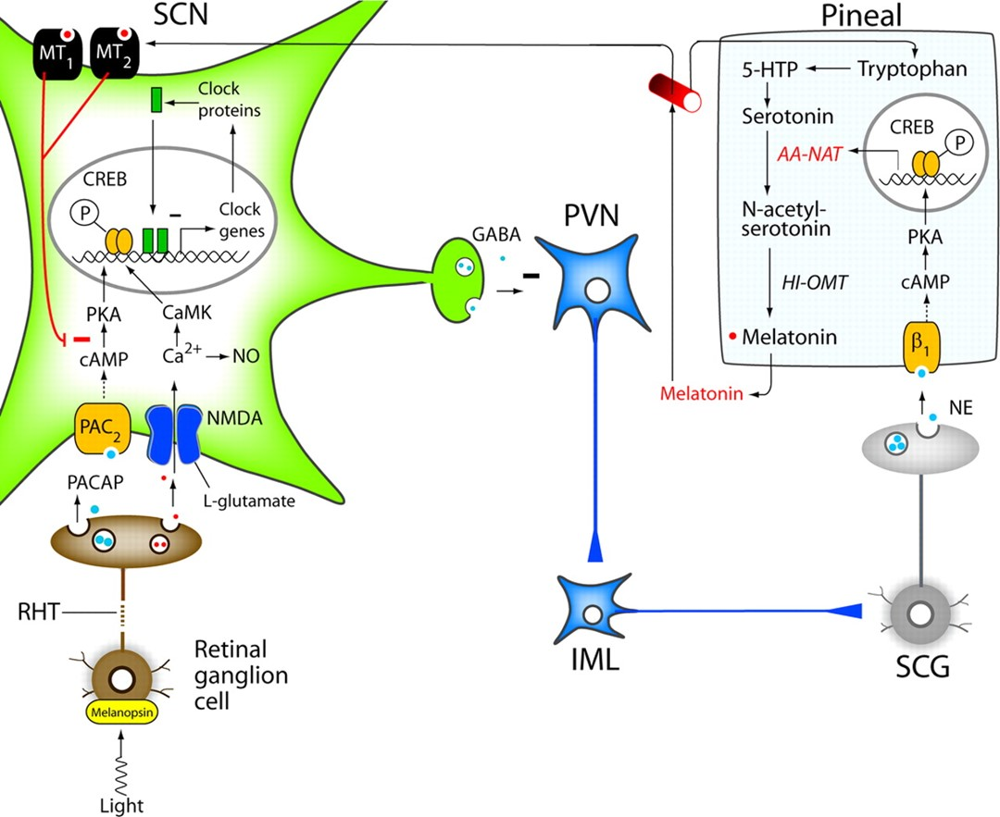 SCN
Pineal
MT1
MT2
Clock
proteins
CREB
P
Clock
genes
–
PKA
CaMK
–
cAMP
Ca2+
NO
PAC2
NMDA
PACAP
L-glutamate
RHT
Retinal
ganglion
cell
Melanopsin
Light
GABA
–
PVN
IML
SCG
5-HTP
Tryptophan
Serotonin
CREB
P
AA-NAT
N-acetyl-
serotonin
PKA
HI-OMT
cAMP
Melatonin
β1
Melatonin
NE